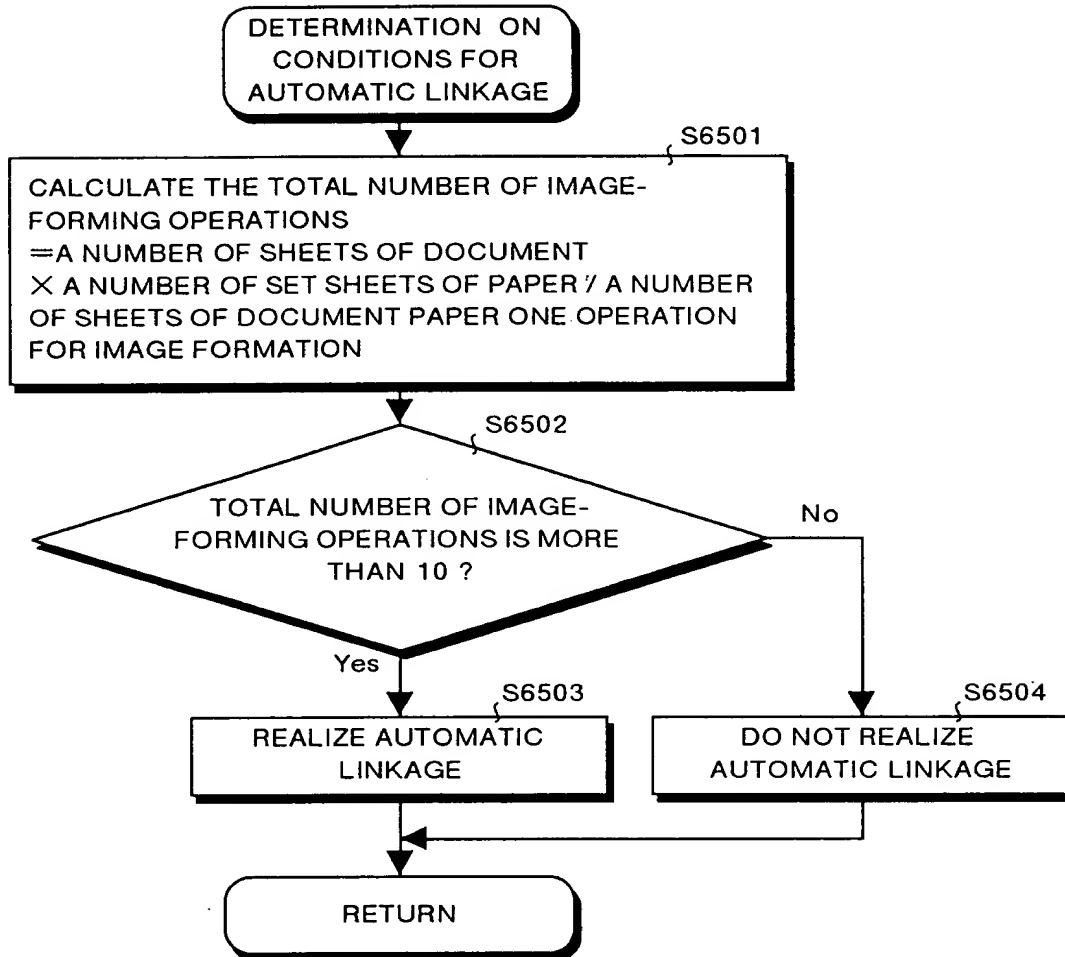 DETERMINATION ON
CONDITIONS FOR
AUTOMATIC LINKAGE
S6501
CALCULATE THE TOTAL NUMBER OF IMAGE-
FORMING OPERATIONS
=A NUMBER OF SHEETS OF DOCUMENT
× A NUMBER OF SET SHEETS OF PAPER / A NUMBER
OF SHEETS OF DOCUMENT PAPER ONE OPERATION
FOR IMAGE FORMATION
S6502
TOTAL NUMBER OF IMAGE-
FORMING OPERATIONS IS MORE
THAN 10 ?
No
Yes
S6503
S6504
REALIZE AUTOMATIC
LINKAGE
DO NOT REALIZE
AUTOMATIC LINKAGE
RETURN